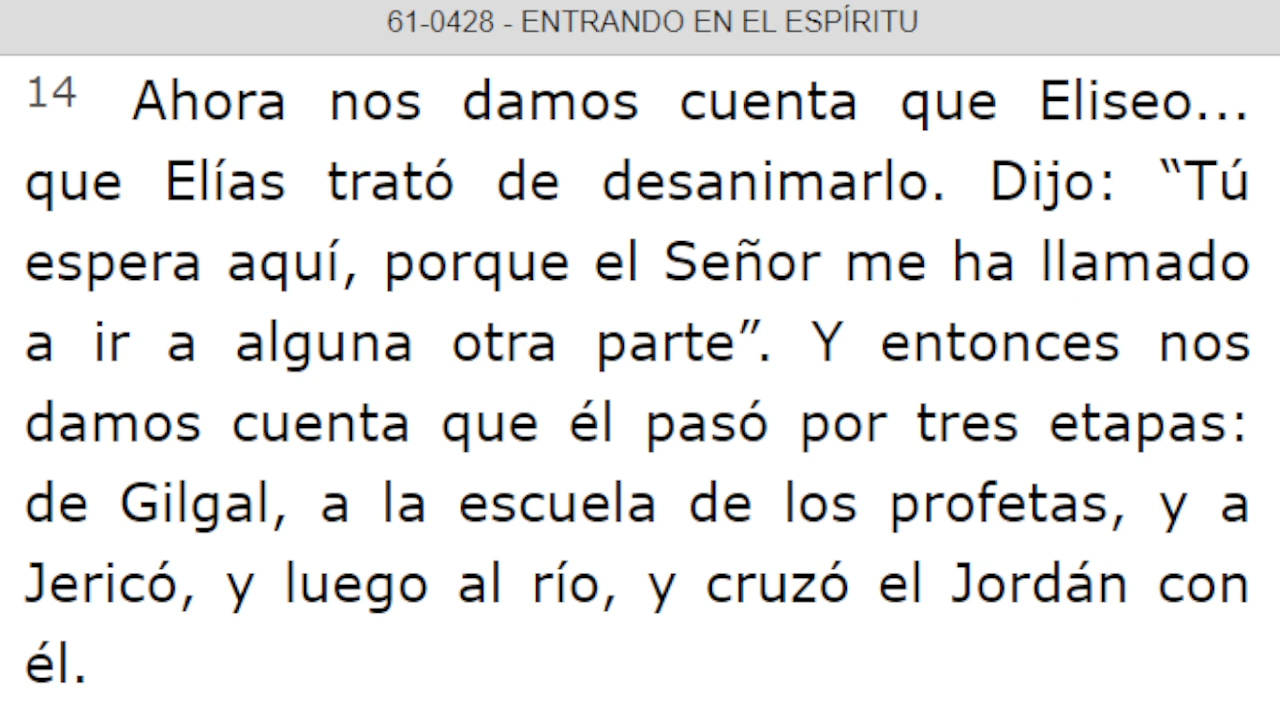 61-0428 - ENTRANDO EN EL ESPÍRITU
14 Ahora nos damos cuenta que Eliseo...
que Elías trató de desanimarlo. Dijo: “Tú
espera aquí, porque el Señor me ha llamado
a ir a alguna otra parte”. Y entonces nos
damos cuenta que él pasó por tres etapas:
de Gilgal, a la escuela de los profetas, y a
Jericó, y luego al río, y cruzó el Jordán con
él.